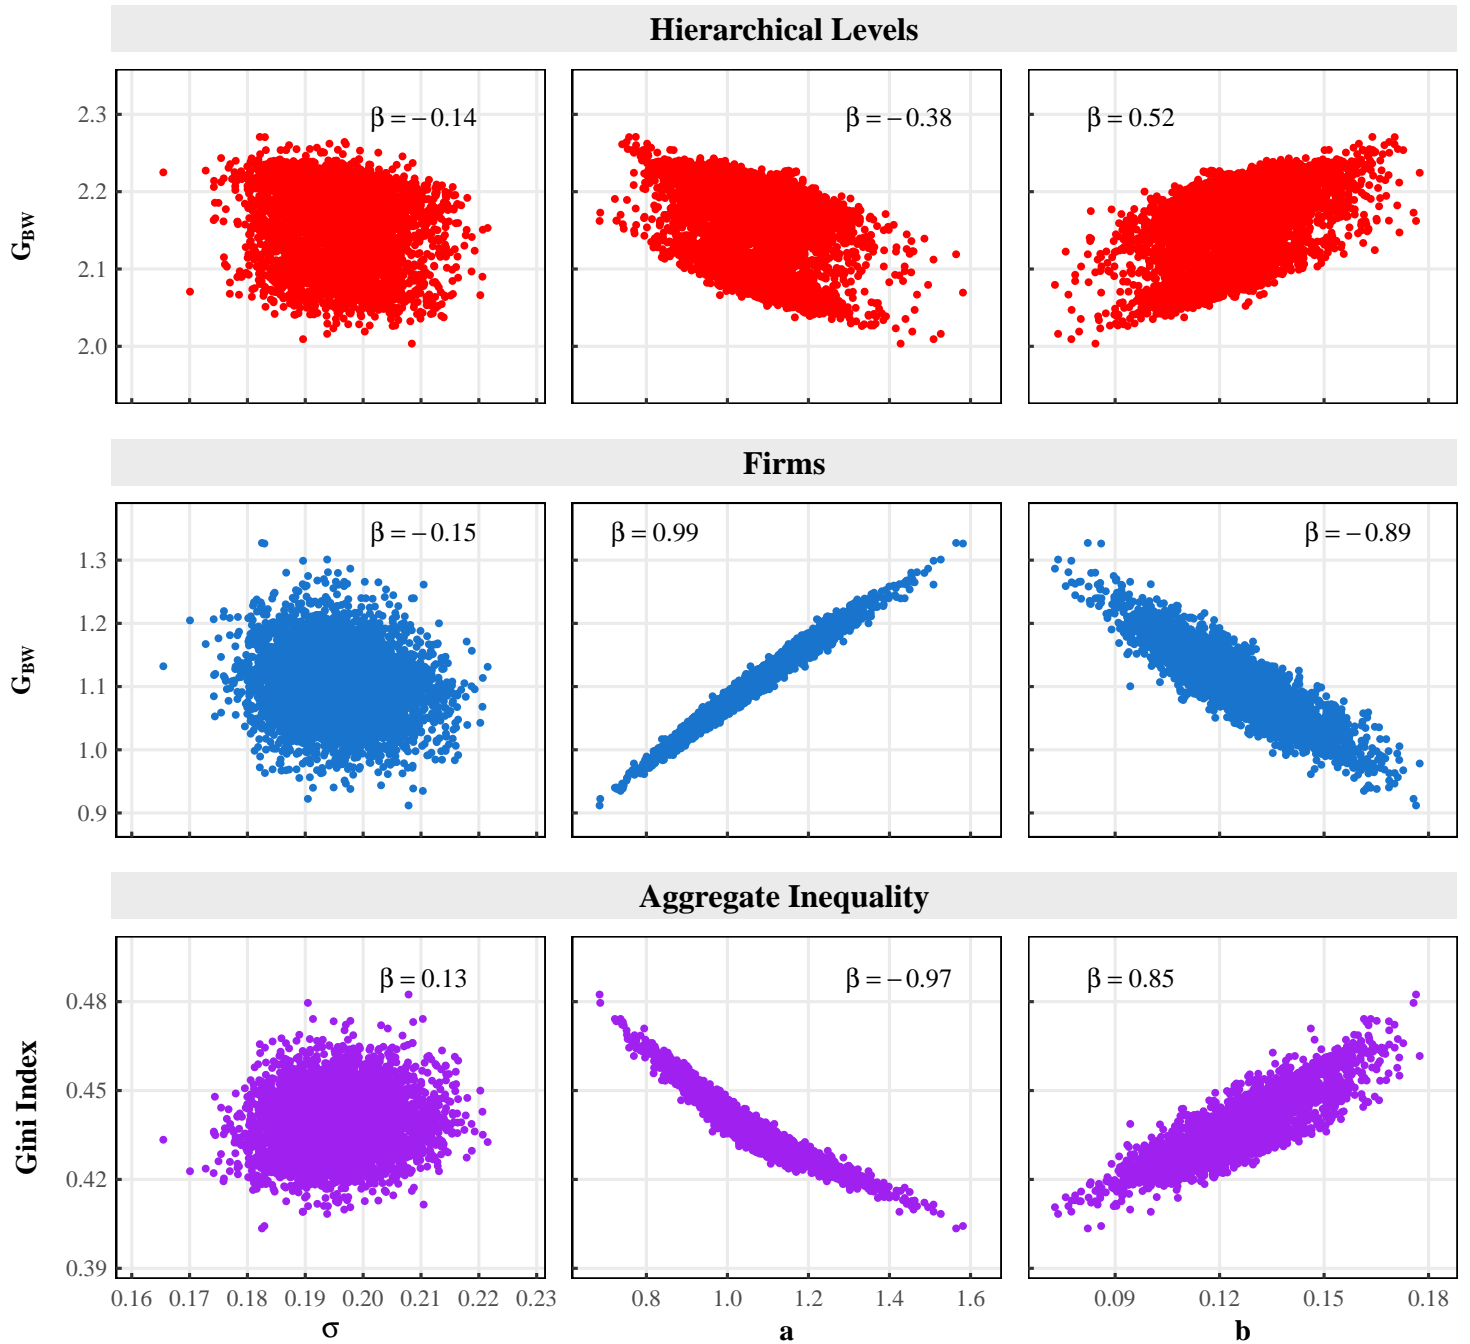 Hierarchical Levels
G_BW
2.3
2.2
2.1
2.0
β = −0.14
β = −0.38
β = 0.52
Firms
G_BW
1.3
1.2
1.1
1.0
0.9
β = −0.15
β = 0.99
β = −0.89
Aggregate Inequality
Gini Index
0.48
0.45
0.42
0.39
β = 0.13
β = −0.97
β = 0.85
0.16 0.17 0.18 0.19 0.20 0.21 0.22 0.23
0.8 1.0 1.2 1.4 1.6
0.09 0.12 0.15 0.18
σ
a
b